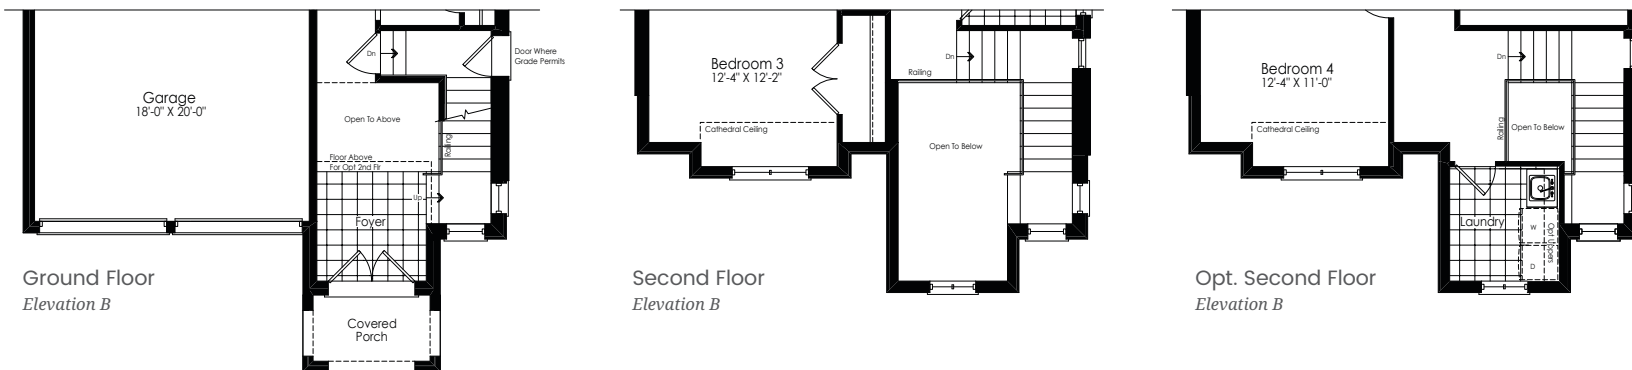 Dn
Door Where
Grade Permits
Garage
18'-0" X 20'-0"
Open To Above
Railing
Floor Above
For Opt 2nd Flr
Up
Foyer
Covered
Porch
Ground Floor
Elevation B
Bedroom 3
12'-4" X 12'-2"
Dn
Railing
Cathedral Ceiling
Open To Below
Second Floor
Elevation B
Bedroom 4
12'-4" X 11'-0"
Dn
Cathedral Ceiling
Railing
Open To Below
Laundry
W
D
Opt Uppers
Opt. Second Floor
Elevation B